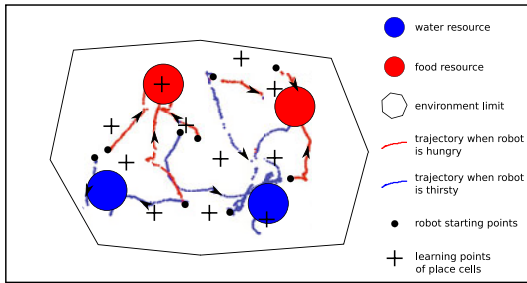 water resource
food resource
environment limit
trajectory when robot
is hungry
trajectory when robot
is thirsty
robot starting points
learning points
of place cells